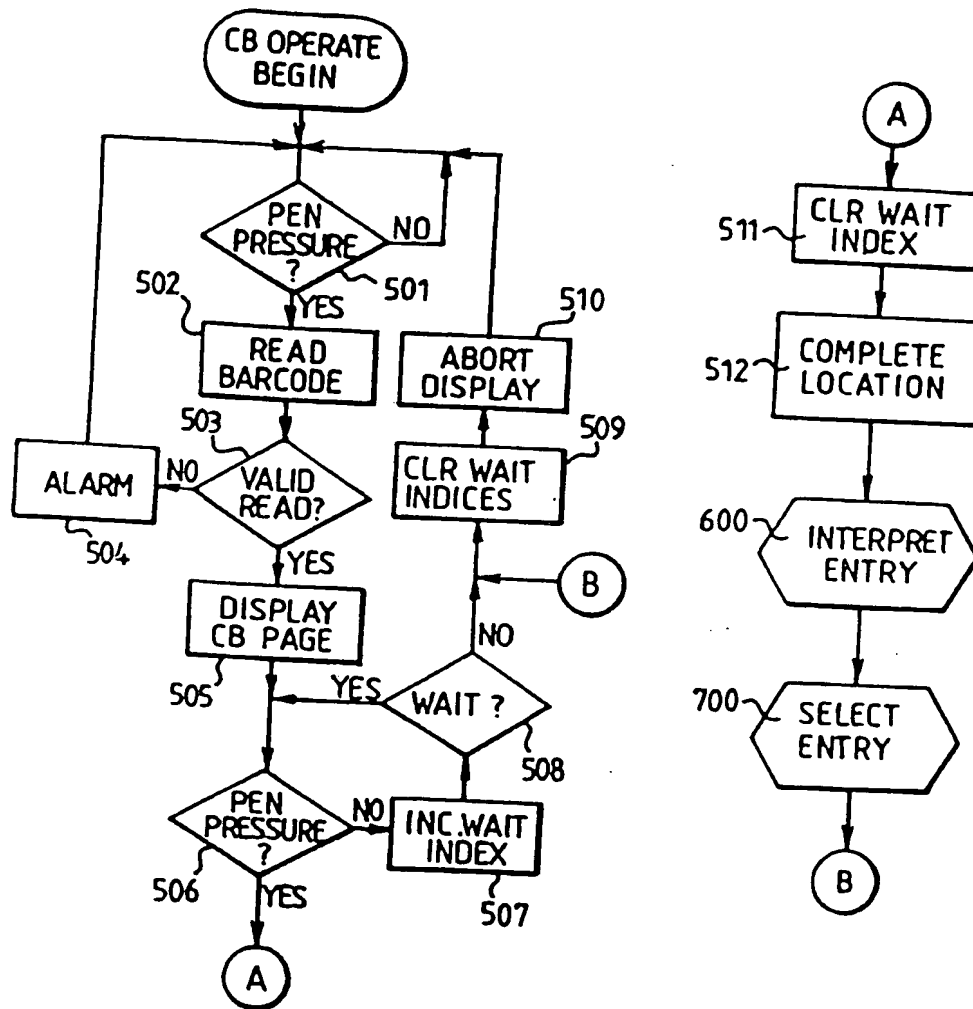 CB OPERATE
BEGIN
PEN
PRESSURE
?
NO
501
YES
502
READ
BARCODE
503
VALID
READ?
NO
ALARM
504
YES
DISPLAY
CB PAGE
505
PEN
PRESSURE
?
506
NO
YES
A
INC.WAIT
INDEX
507
WAIT ?
508
YES
NO
B
CLR WAIT
INDICES
509
ABORT
DISPLAY
510
A
CLR WAIT
INDEX
511
COMPLETE
LOCATION
512
600
INTERPRET
ENTRY
700
SELECT
ENTRY
B